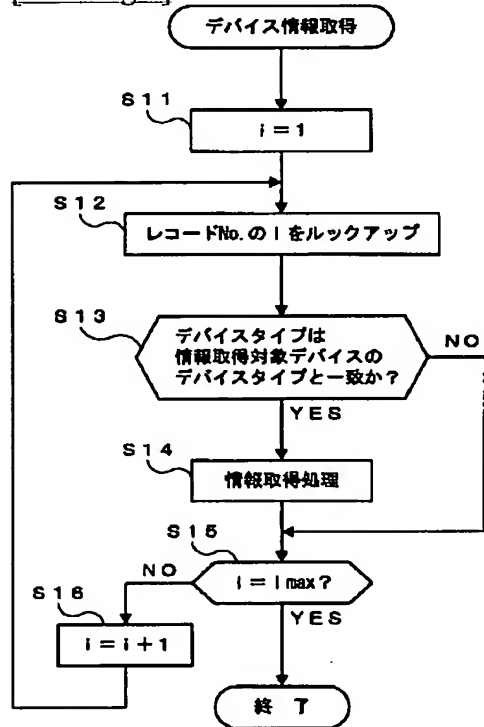 デバイス情報取得
S11
i=1
S12
レコードNo.のiをルックアップ
S13
デバイスタイプは
情報取得対象デバイスの
デバイスタイプと一致か?
NO
YES
S14
情報取得処理
S15
i=imax?
NO
YES
S16
i=i+1
終了